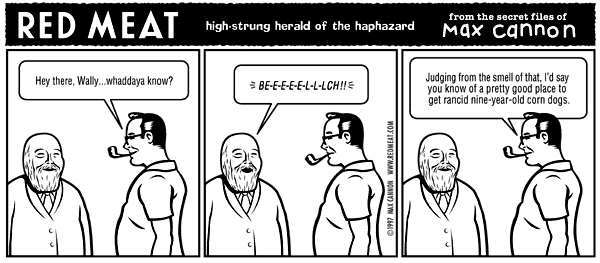 RED MEAT
high-strung herald of the haphazard
from the secret files of
Max cannon
Hey there, Wally...whaddaya know?
BE-E-E-E-E-L-L-LCH!!
©1997 MAX CANNON WWW.REDMEAT.COM
Judging from the smell of that, I'd say
you know of a pretty good place to
get rancid nine-year-old corn dogs.